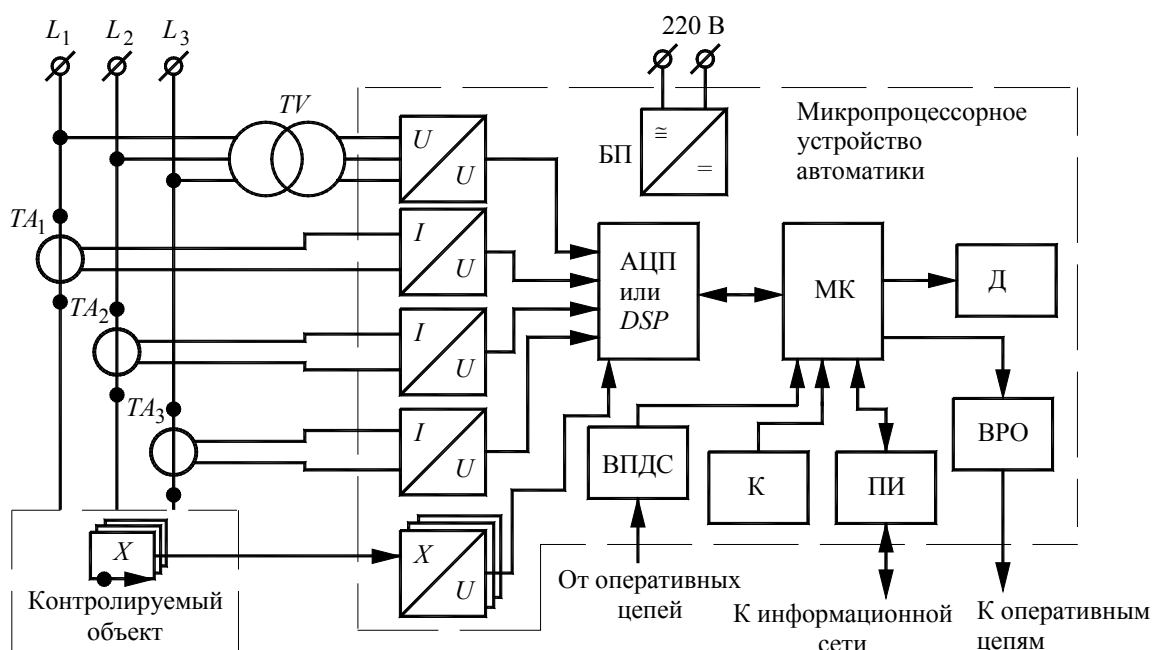 L1 L2 L3
220 В
TV
Микропроцессорное
устройство
автоматики
БП
≅
=
U
U
TA1
I
U
АЦП
или
DSP
МК
Д
TA2
I
U
TA3
I
U
ВПДС
К
ПИ
ВРО
X
X
U
Контролируемый
объект
От оперативных
цепей
К информационной
сети
К оперативным
цепям